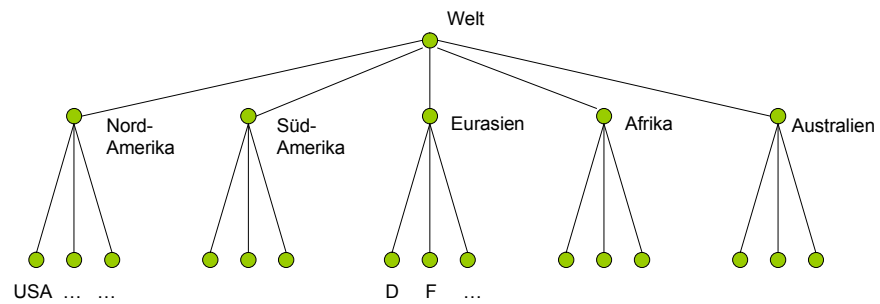 Welt
Nord-
Amerika
Süd-
Amerika
Eurasien
Afrika
Australien
USA … …
D F …